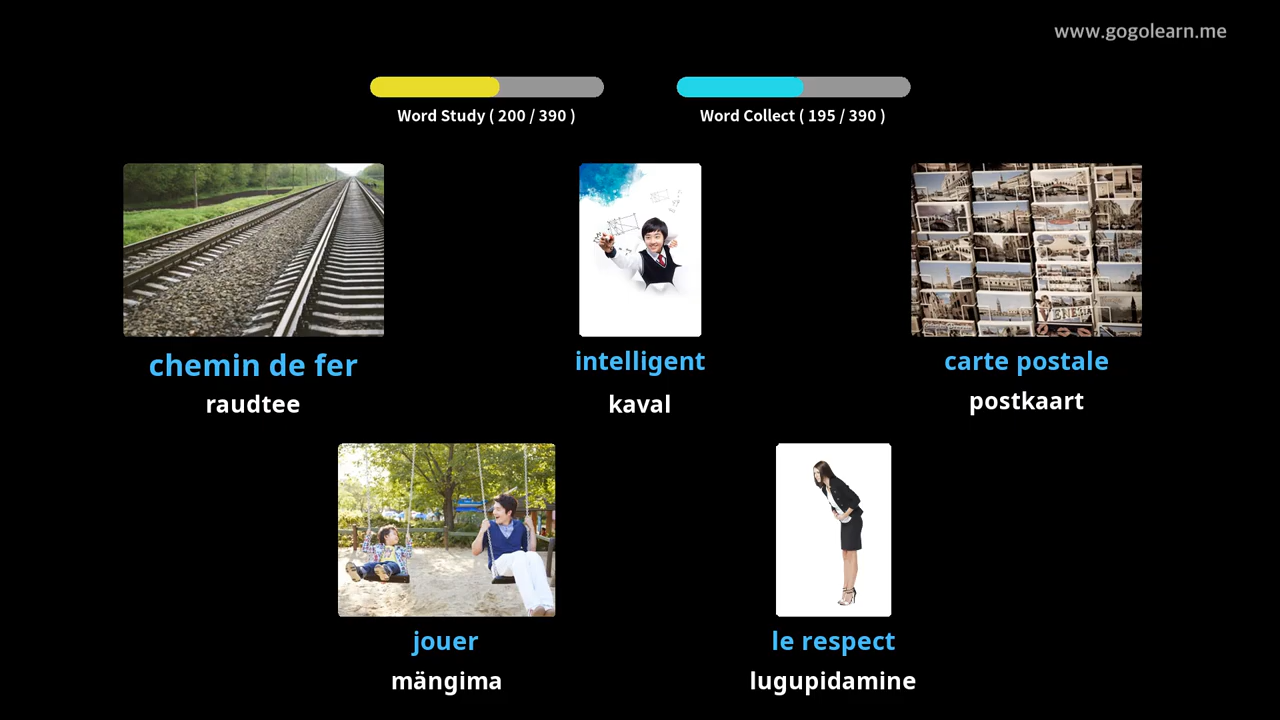 www.gogolearn.me
Word Study ( 200 / 390 )
Word Collect ( 195 / 390 )
chemin de fer
raudtee
intelligent
kaval
VENEZIA
carte postale
postkaart
jouer
mängima
le respect
lugupidamine